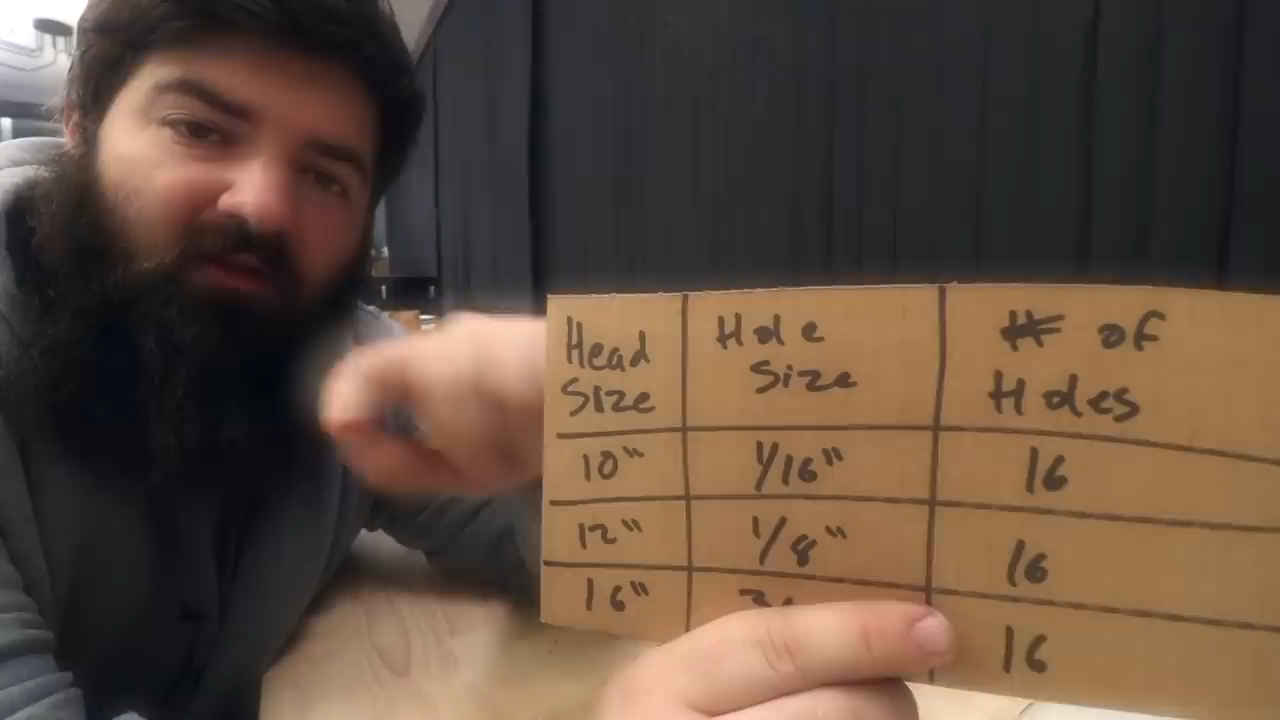 Head Size
Hole Size
# of Holes
10" 1/16" 16
12" 1/8" 16
16" 16